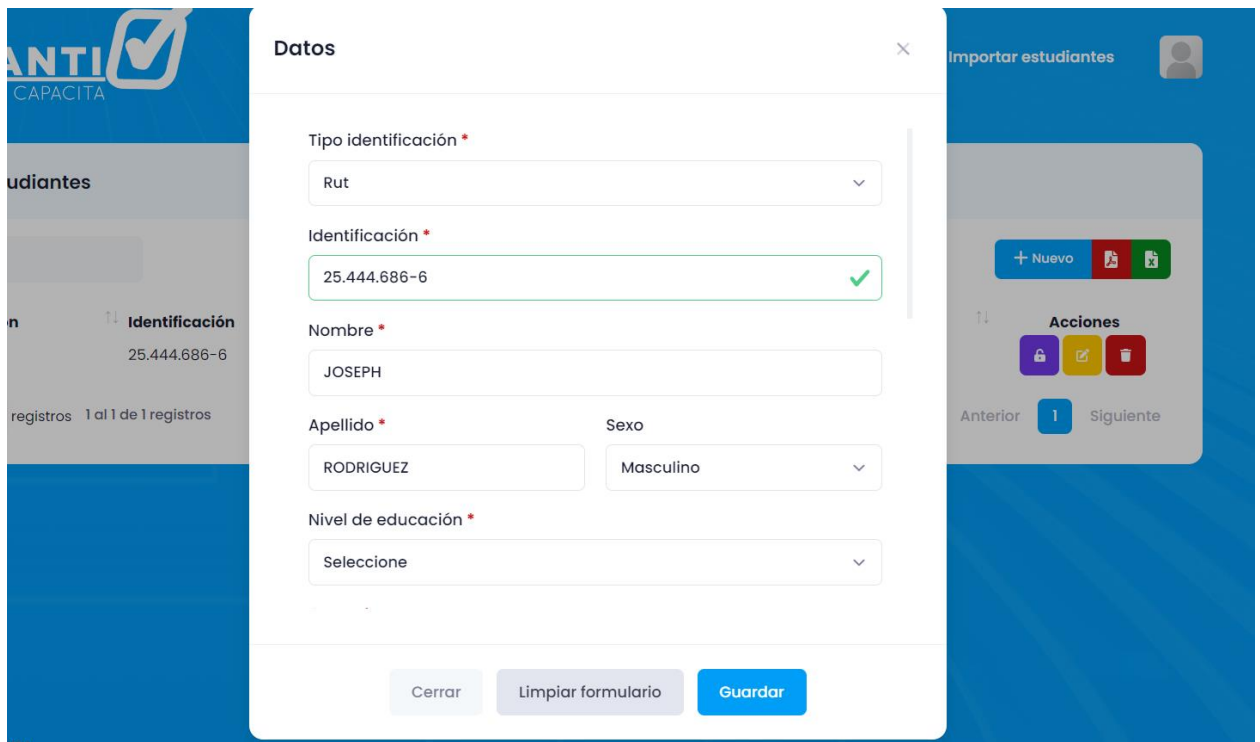 ANTI
CAPACITA
Importar estudiantes
udiantes
Identificación
25.444.686-6
registros 1 al 1 de 1 registros
Datos
Tipo identificación *
Rut
Identificación *
25.444.686-6
Nombre *
JOSEPH
Apellido * Sexo
RODRIGUEZ Masculino
Nivel de educación *
Seleccione
Cerrar Limpiar formulario Guardar
+ Nuevo
Acciones
Anterior 1 Siguiente